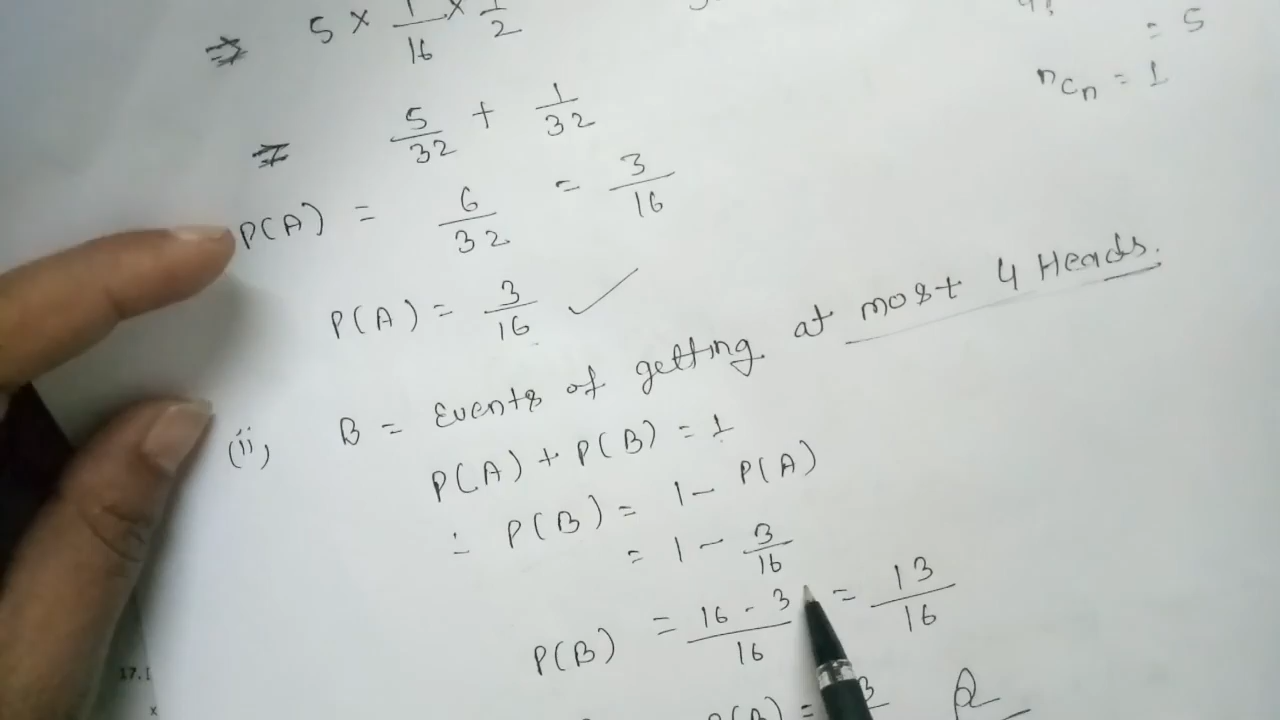 ⇒ 5 × 1/16 × 1/2
= 5
ⁿCₙ = 1
⇒ 5/32 + 1/32
P(A) = 6/32 = 3/16
P(A) = 3/16 ✓
(ii) B = Events of getting at most 4 Heads.
P(A) + P(B) = 1
∴ P(B) = 1 - P(A)
= 1 - 3/16
P(B) = 16 - 3/16 = 13/16
17.
x